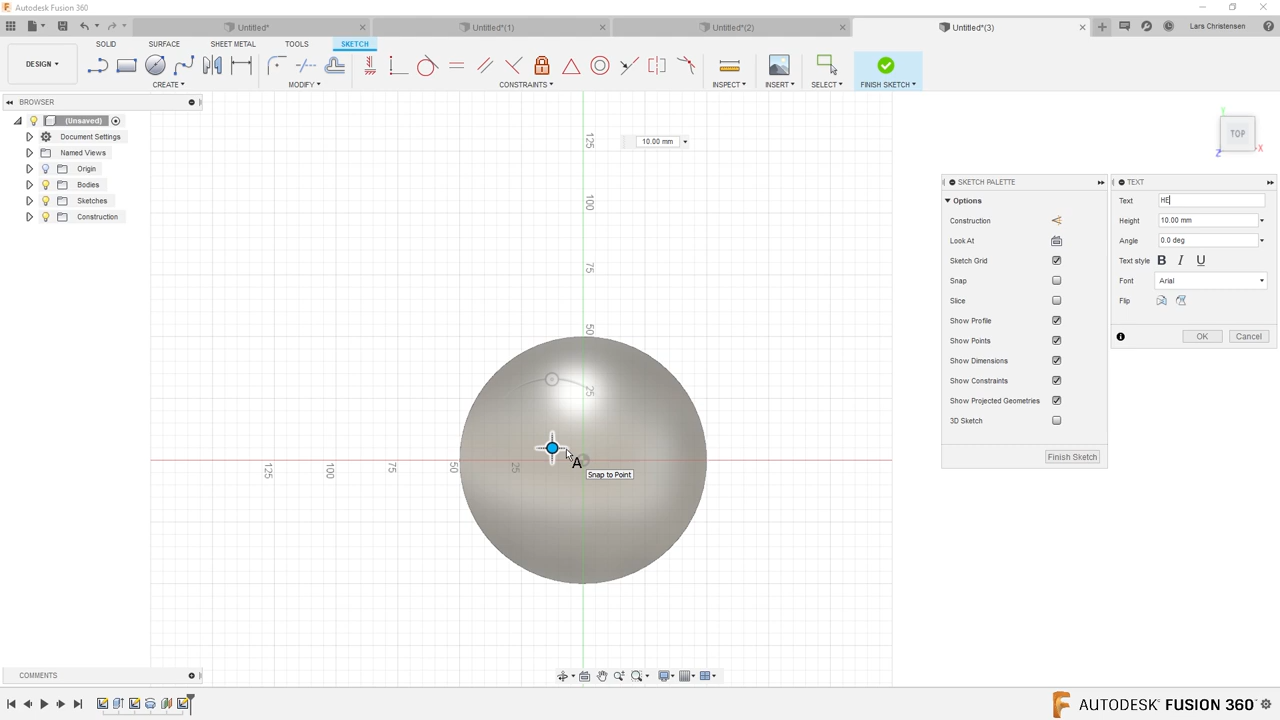 Autodesk Fusion 360
Untitled*
Untitled*(1)
Untitled*(2)
Untitled*(3)
Lars Christensen
DESIGN
SOLID
SURFACE
SHEET METAL
TOOLS
SKETCH
CREATE
MODIFY
CONSTRAINTS
INSPECT
INSERT
SELECT
FINISH SKETCH
BROWSER
(Unsaved)
Document Settings
Named Views
Origin
Bodies
Sketches
Construction
10.00 mm
125
100
75
50
25
125
100
75
50
25
A
Snap to Point
Y
TOP
X
Z
SKETCH PALETTE
Options
Construction
Look At
Sketch Grid
Snap
Slice
Show Profile
Show Points
Show Dimensions
Show Constraints
Show Projected Geometries
3D Sketch
Finish Sketch
TEXT
Text HE
Height 10.00 mm
Angle 0.0 deg
Text style B I U
Font Arial
Flip
OK Cancel
COMMENTS
AUTODESK® FUSION 360™